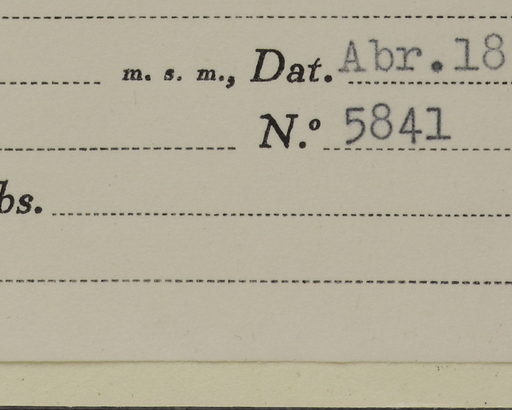 m. s. m., Dat. Abr. 18
N.º 5841
bs.